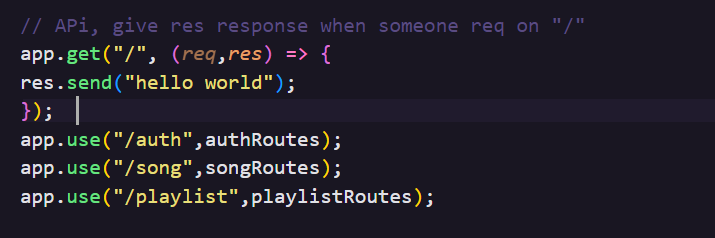 // APi, give res response when someone req on "/"
app.get("/", (req,res) => {
res.send("hello world");
});
app.use("/auth",authRoutes);
app.use("/song",songRoutes);
app.use("/playlist",playlistRoutes);